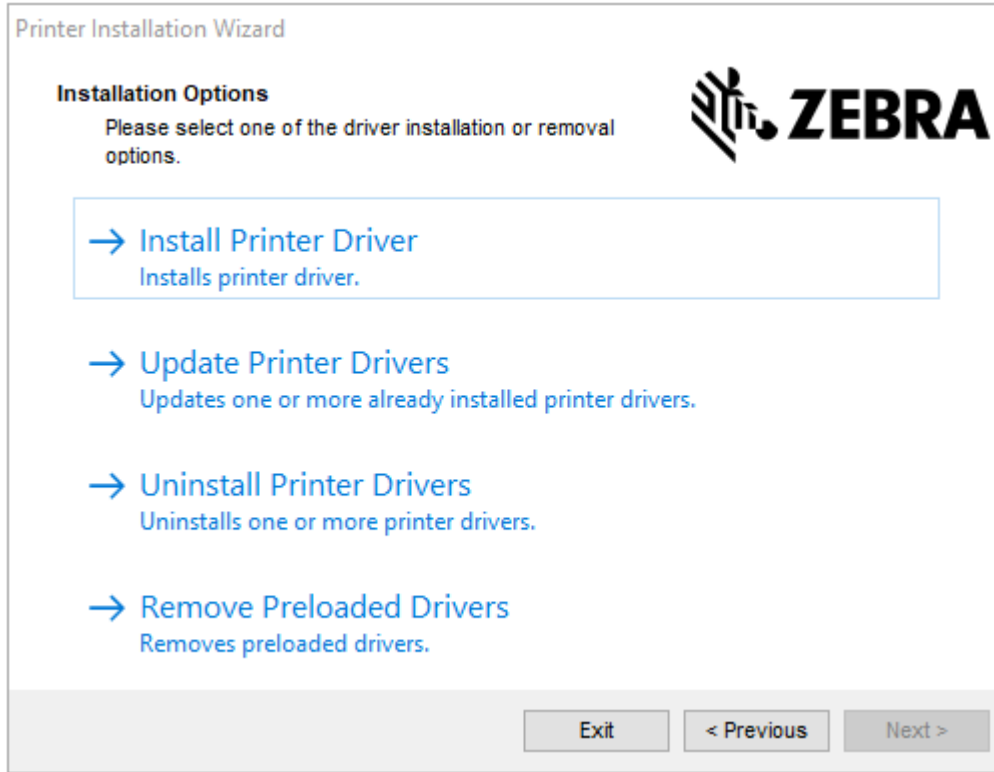 Printer Installation Wizard
Installation Options
Please select one of the driver installation or removal
options.
ZEBRA
→ Install Printer Driver
Installs printer driver.
→ Update Printer Drivers
Updates one or more already installed printer drivers.
→ Uninstall Printer Drivers
Uninstalls one or more printer drivers.
→ Remove Preloaded Drivers
Removes preloaded drivers.
Exit
< Previous
Next >